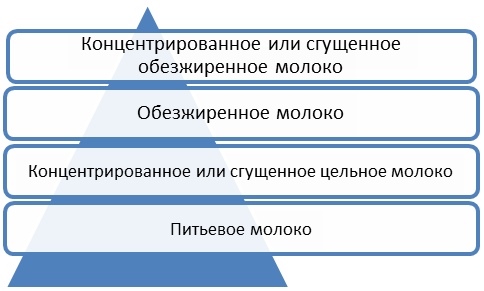 Концентрированное или сгущенное
обезжиренное молоко
Обезжиренное молоко
Концентрированное или сгущенное цельное молоко
Питьевое молоко